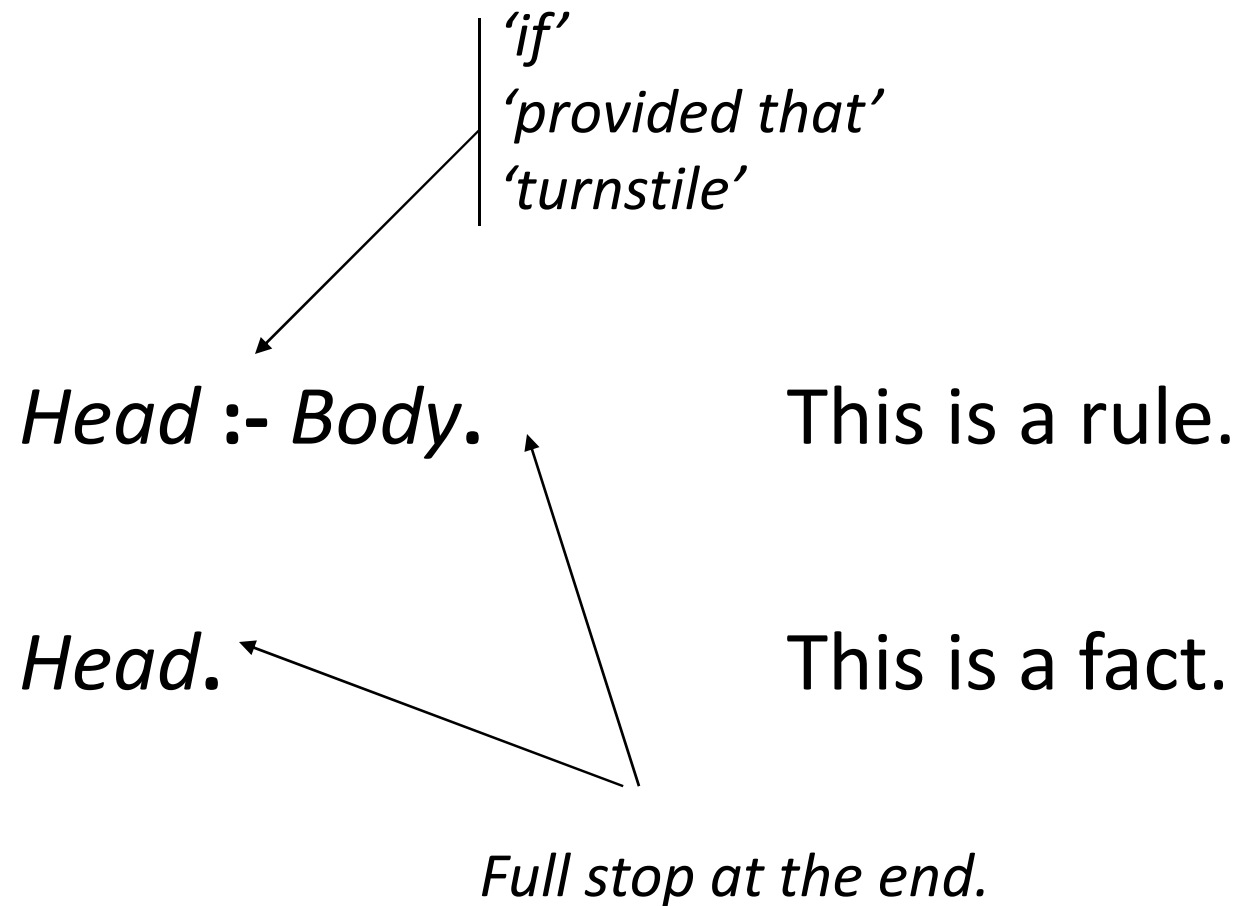 ‘if’
‘provided that’
‘turnstile’
Head :- Body. This is a rule.
Head. This is a fact.
Full stop at the end.